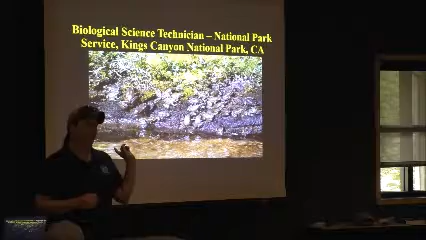 Biological Science Technician – National Park
Service, Kings Canyon National Park, CA